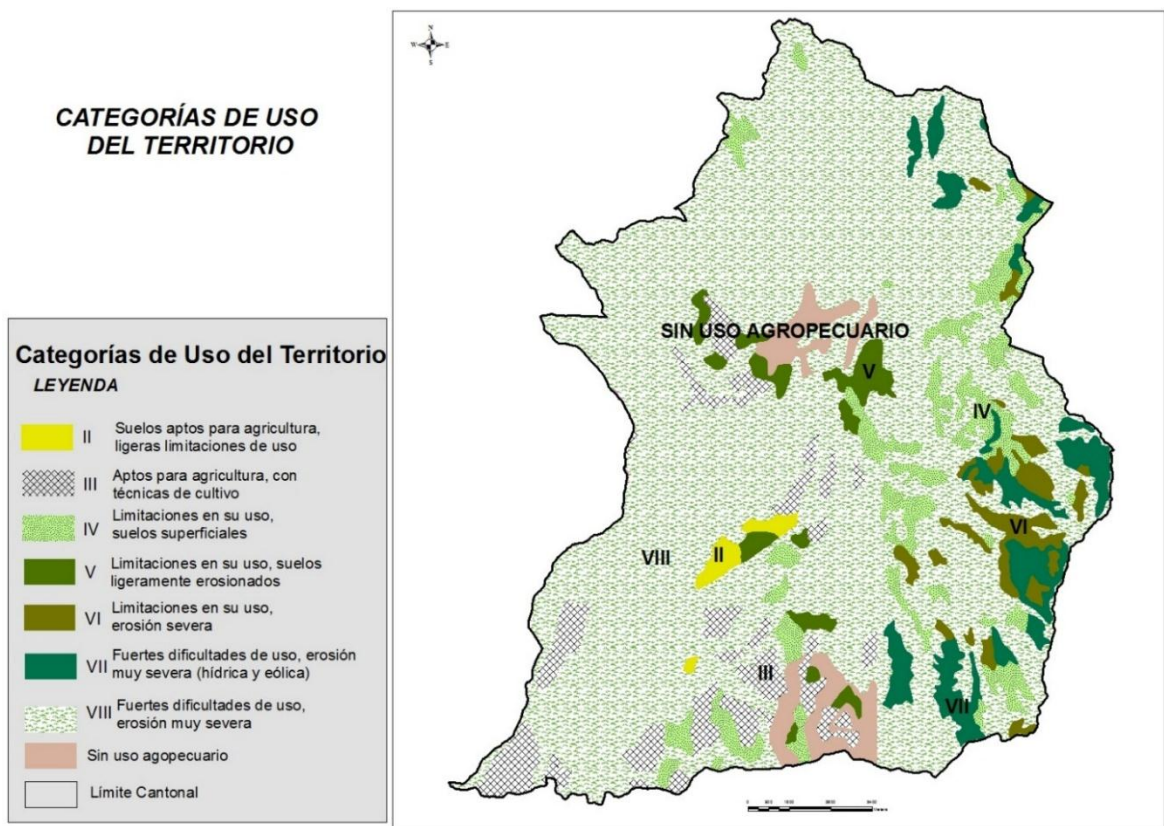 CATEGORÍAS DE USO
DEL TERRITORIO
Categorías de Uso del Territorio
LEYENDA
II Suelos aptos para agricultura,
ligeras limitaciones de uso
III Aptos para agricultura, con
técnicas de cultivo
IV Limitaciones en su uso,
suelos superficiales
V Limitaciones en su uso, suelos
ligeramente erosionados
VI Limitaciones en su uso,
erosión severa
VII Fuertes dificultades de uso, erosión
muy severa (hídrica y eólica)
VIII Fuertes dificultades de uso,
erosión muy severa
Sin uso agopecuario
Límite Cantonal
N
W E
S
SIN USO AGROPECUARIO
V
IV
VI
VIII
II
III
VII